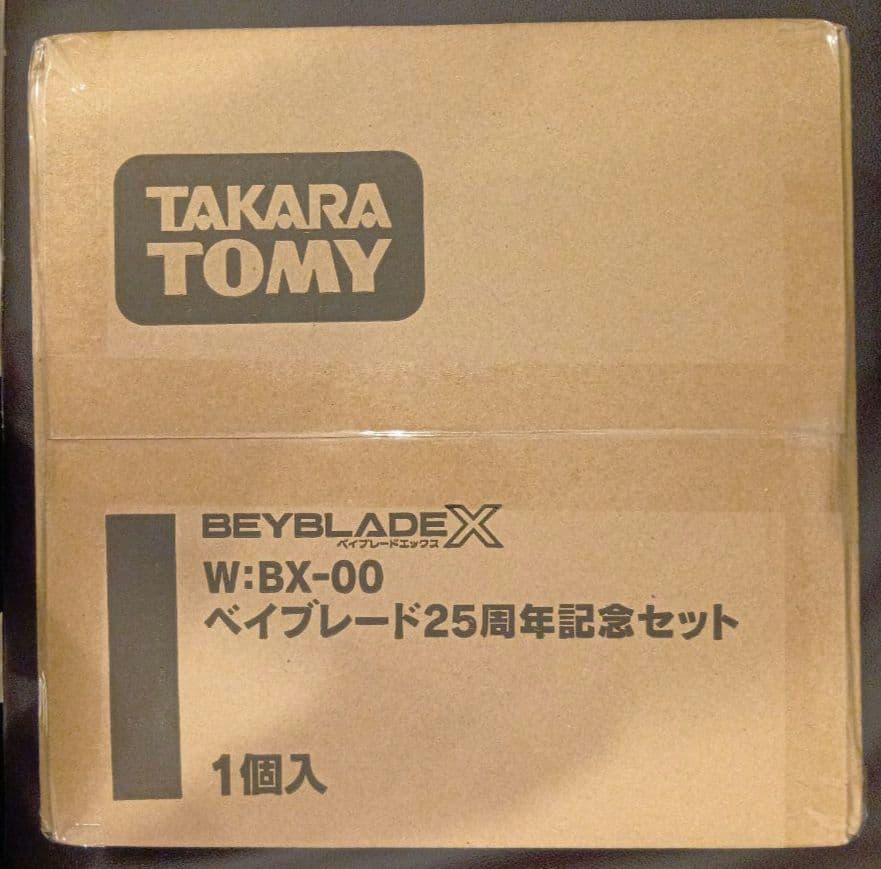 TAKARA
TOMY
BEYBLADE X
ベイブレードエックス
W:BX-00
ベイブレード25周年記念セット
1個入